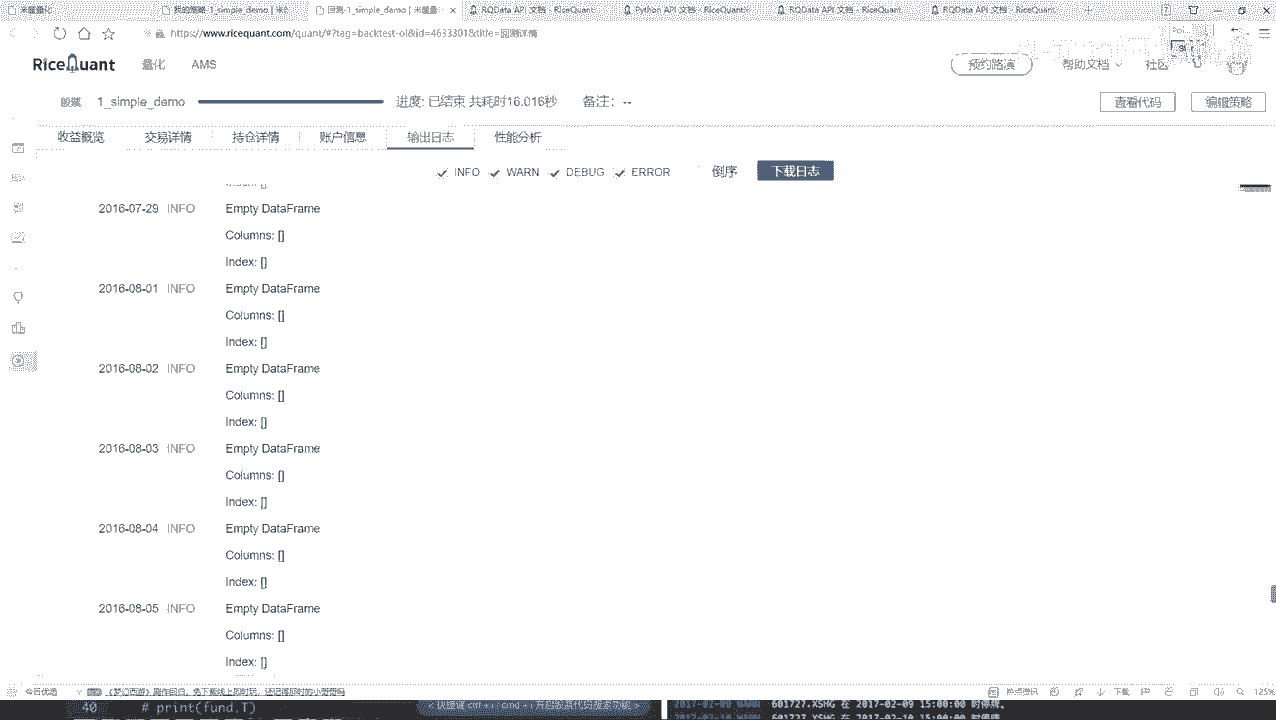 米筐量化
我的策略-1_simple_demo | 米
回测-1_simple_demo | 米筐量
RQData API 文档 - RiceQuant
Python API 文档 - RiceQuant
RQData API 文档 - RiceQuant
RQData API 文档 - RiceQuant
https://www.ricequant.com/quant/#?tag=backtest-ol&id=4633301&title=回测详情
RiceQuant 量化 AMS 预约路演 帮助文档 社区
股票 1_simple_demo 进度: 已结束 共耗时16.016秒 备注: -- 查看代码 编辑策略
收益概览 交易详情 持仓详情 账户信息 输出日志 性能分析
INFO WARN DEBUG ERROR 倒序 下载日志
2016-07-29 INFO Empty DataFrame
Columns: []
Index: []
2016-08-01 INFO Empty DataFrame
Columns: []
Index: []
2016-08-02 INFO Empty DataFrame
Columns: []
Index: []
2016-08-03 INFO Empty DataFrame
Columns: []
Index: []
2016-08-04 INFO Empty DataFrame
Columns: []
Index: []
2016-08-05 INFO Empty DataFrame
Columns: []
Index: []
今日优选 热点资讯 下载 125%
40 # print(fund.T)
2017-02-09 WARN 601727.XSHG 在 2017-02-09 15:00:00 时停牌。
601727.XSHG 在 2017-02-10 15:00:00 时停牌